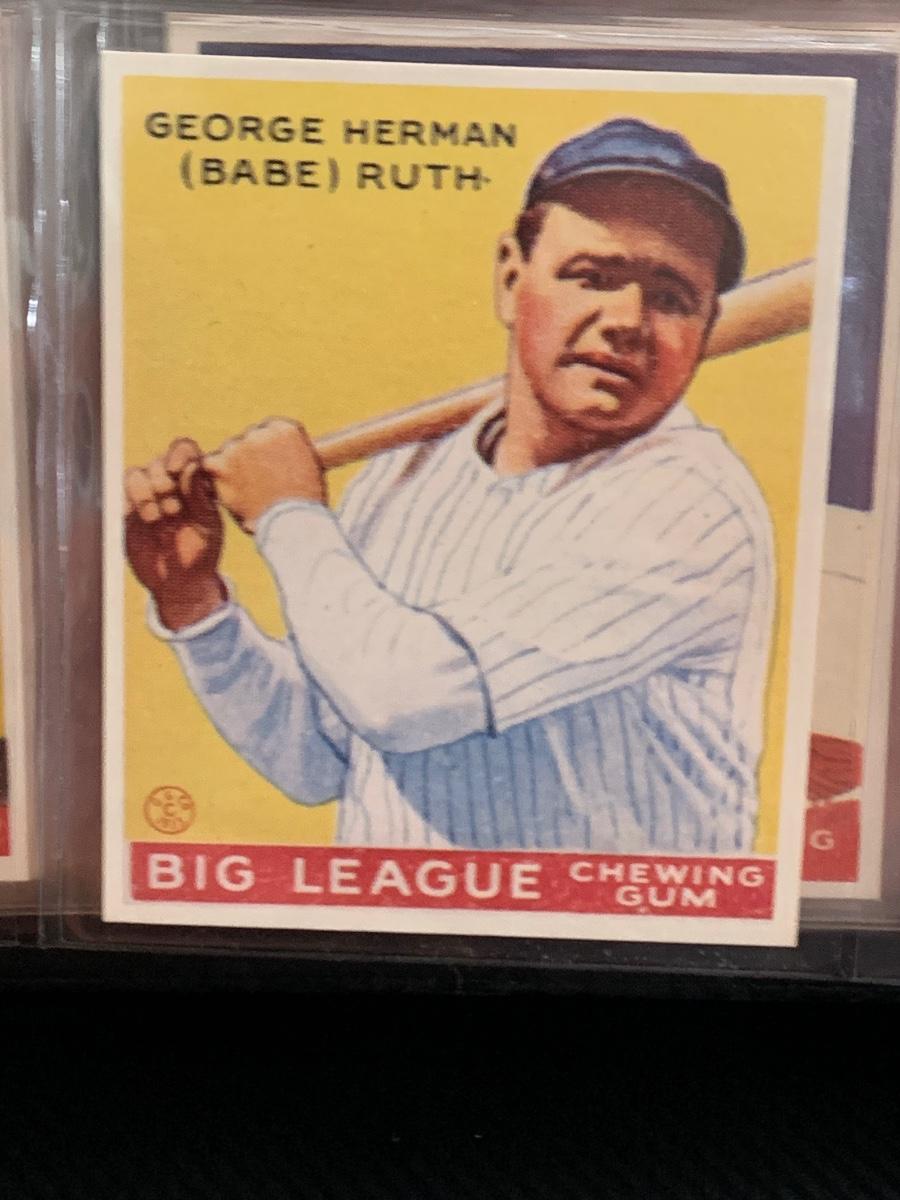 GEORGE HERMAN
(BABE) RUTH
BIG LEAGUE CHEWING
GUM
G